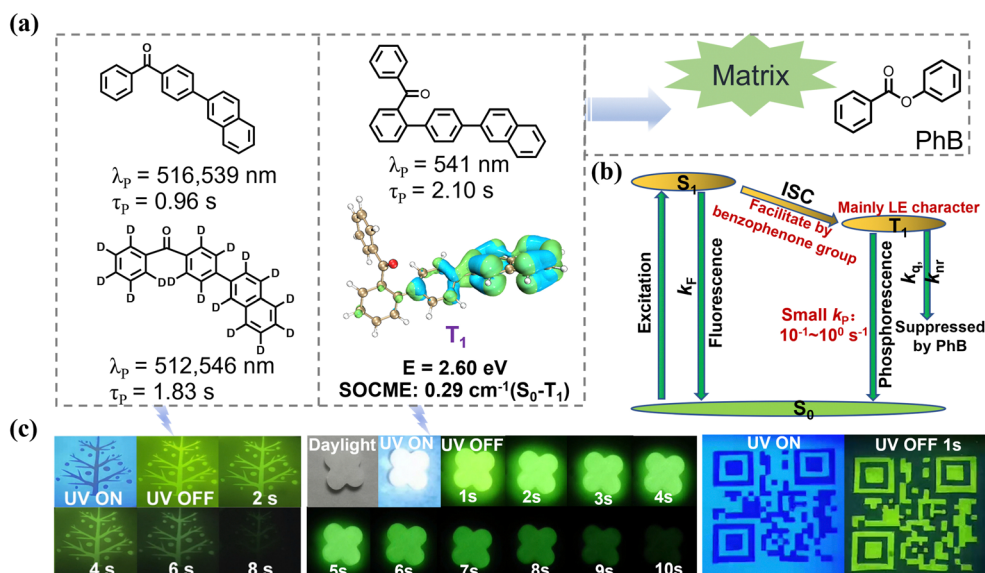 (a)
O
λP = 516,539 nm
τP = 0.96 s
D D O D D D D D D D D D D D D D
λP = 512,546 nm
τP = 1.83 s
O
λP = 541 nm
τP = 2.10 s
T1
E = 2.60 eV
SOCME: 0.29 cm-1(S0-T1)
Matrix
O
O
PhB
(b)
S1
ISC
Facilitate by
benzophenone group
Mainly LE character
T1
Excitation
kF
Fluorescence
Small kP:
10-1~100 s-1
Phosphorescence
kq,
knr
Suppressed
by PhB
S0
(c)
UV ON
UV OFF
2 s
4 s
6 s
8 s
Daylight
UV ON
UV OFF
1s
2s
3s
4s
5s
6s
7s
8s
9s
10s
UV ON
UV OFF 1s